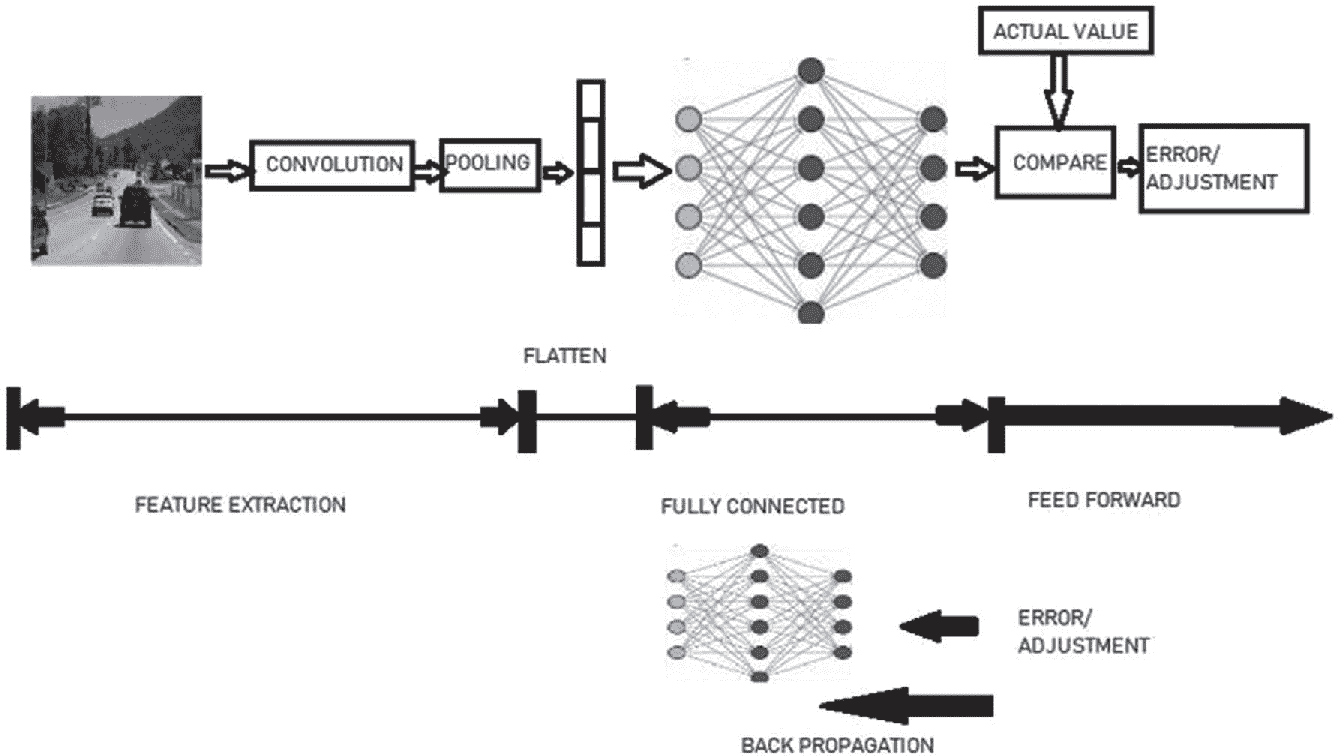 ACTUAL VALUE
CONVOLUTION
POOLING
COMPARE
ERROR/
ADJUSTMENT
FLATTEN
FEATURE EXTRACTION
FULLY CONNECTED
FEED FORWARD
ERROR/
ADJUSTMENT
BACK PROPAGATION